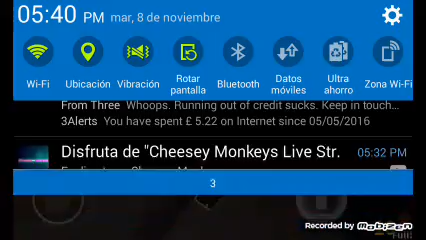 05:40 PM mar, 8 de noviembre
Wi-Fi Ubicación Vibración Rotar pantalla Bluetooth Datos móviles Ultra ahorro Zona Wi-Fi
From Three Whoops. Running out of credit sucks. Keep in touch...
3Alerts You have spent £ 5.22 on Internet since 05/05/2016
Disfruta de "Cheesey Monkeys Live Str. 05:32 PM
3
Recorded by Mobizen